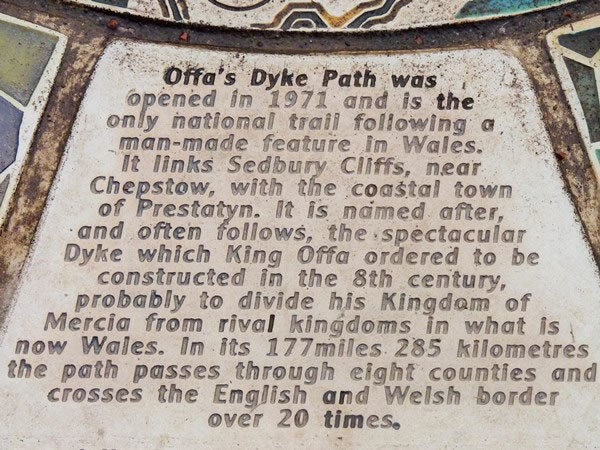 Offa's Dyke Path was
opened in 1971 and is the
only national trail following a
man-made feature in Wales.
It links Sedbury Cliffs, near
Chepstow, with the coastal town
of Prestatyn. It is named after,
and often follows, the spectacular
Dyke which King Offa ordered to be
constructed in the 8th century,
probably to divide his Kingdom of
Mercia from rival kingdoms in what is
now Wales. In its 177miles 285 kilometres
the path passes through eight counties and
crosses the English and Welsh border
over 20 times.